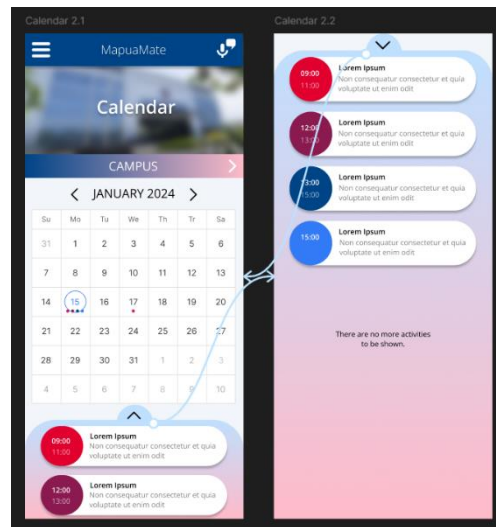 Calendar 2.1
MapuaMate
Calendar
CAMPUS
JANUARY 2024
Su Mo Tu We Th Tr Sa
31 1 2 3 4 5 6
7 8 9 10 11 12 13
14 15 16 17 18 19 20
21 22 23 24 25 26 27
28 29 30 31 1 2 3
4 5 6 7 8 9 10
09:00
11:00
Lorem Ipsum
Non consequatur consectetur et quia
voluptate ut enim odit
12:00
13:00
Lorem Ipsum
Non consequatur consectetur et quia
voluptate ut enim odit
Calendar 2.2
09:00
11:00
Lorem Ipsum
Non consequatur consectetur et quia
voluptate ut enim odit
12:00
13:00
Lorem Ipsum
Non consequatur consectetur et quia
voluptate ut enim odit
13:00
15:00
Lorem Ipsum
Non consequatur consectetur et quia
voluptate ut enim odit
15:00
Lorem Ipsum
Non consequatur consectetur et quia
voluptate ut enim odit
There are no more activities
to be shown.